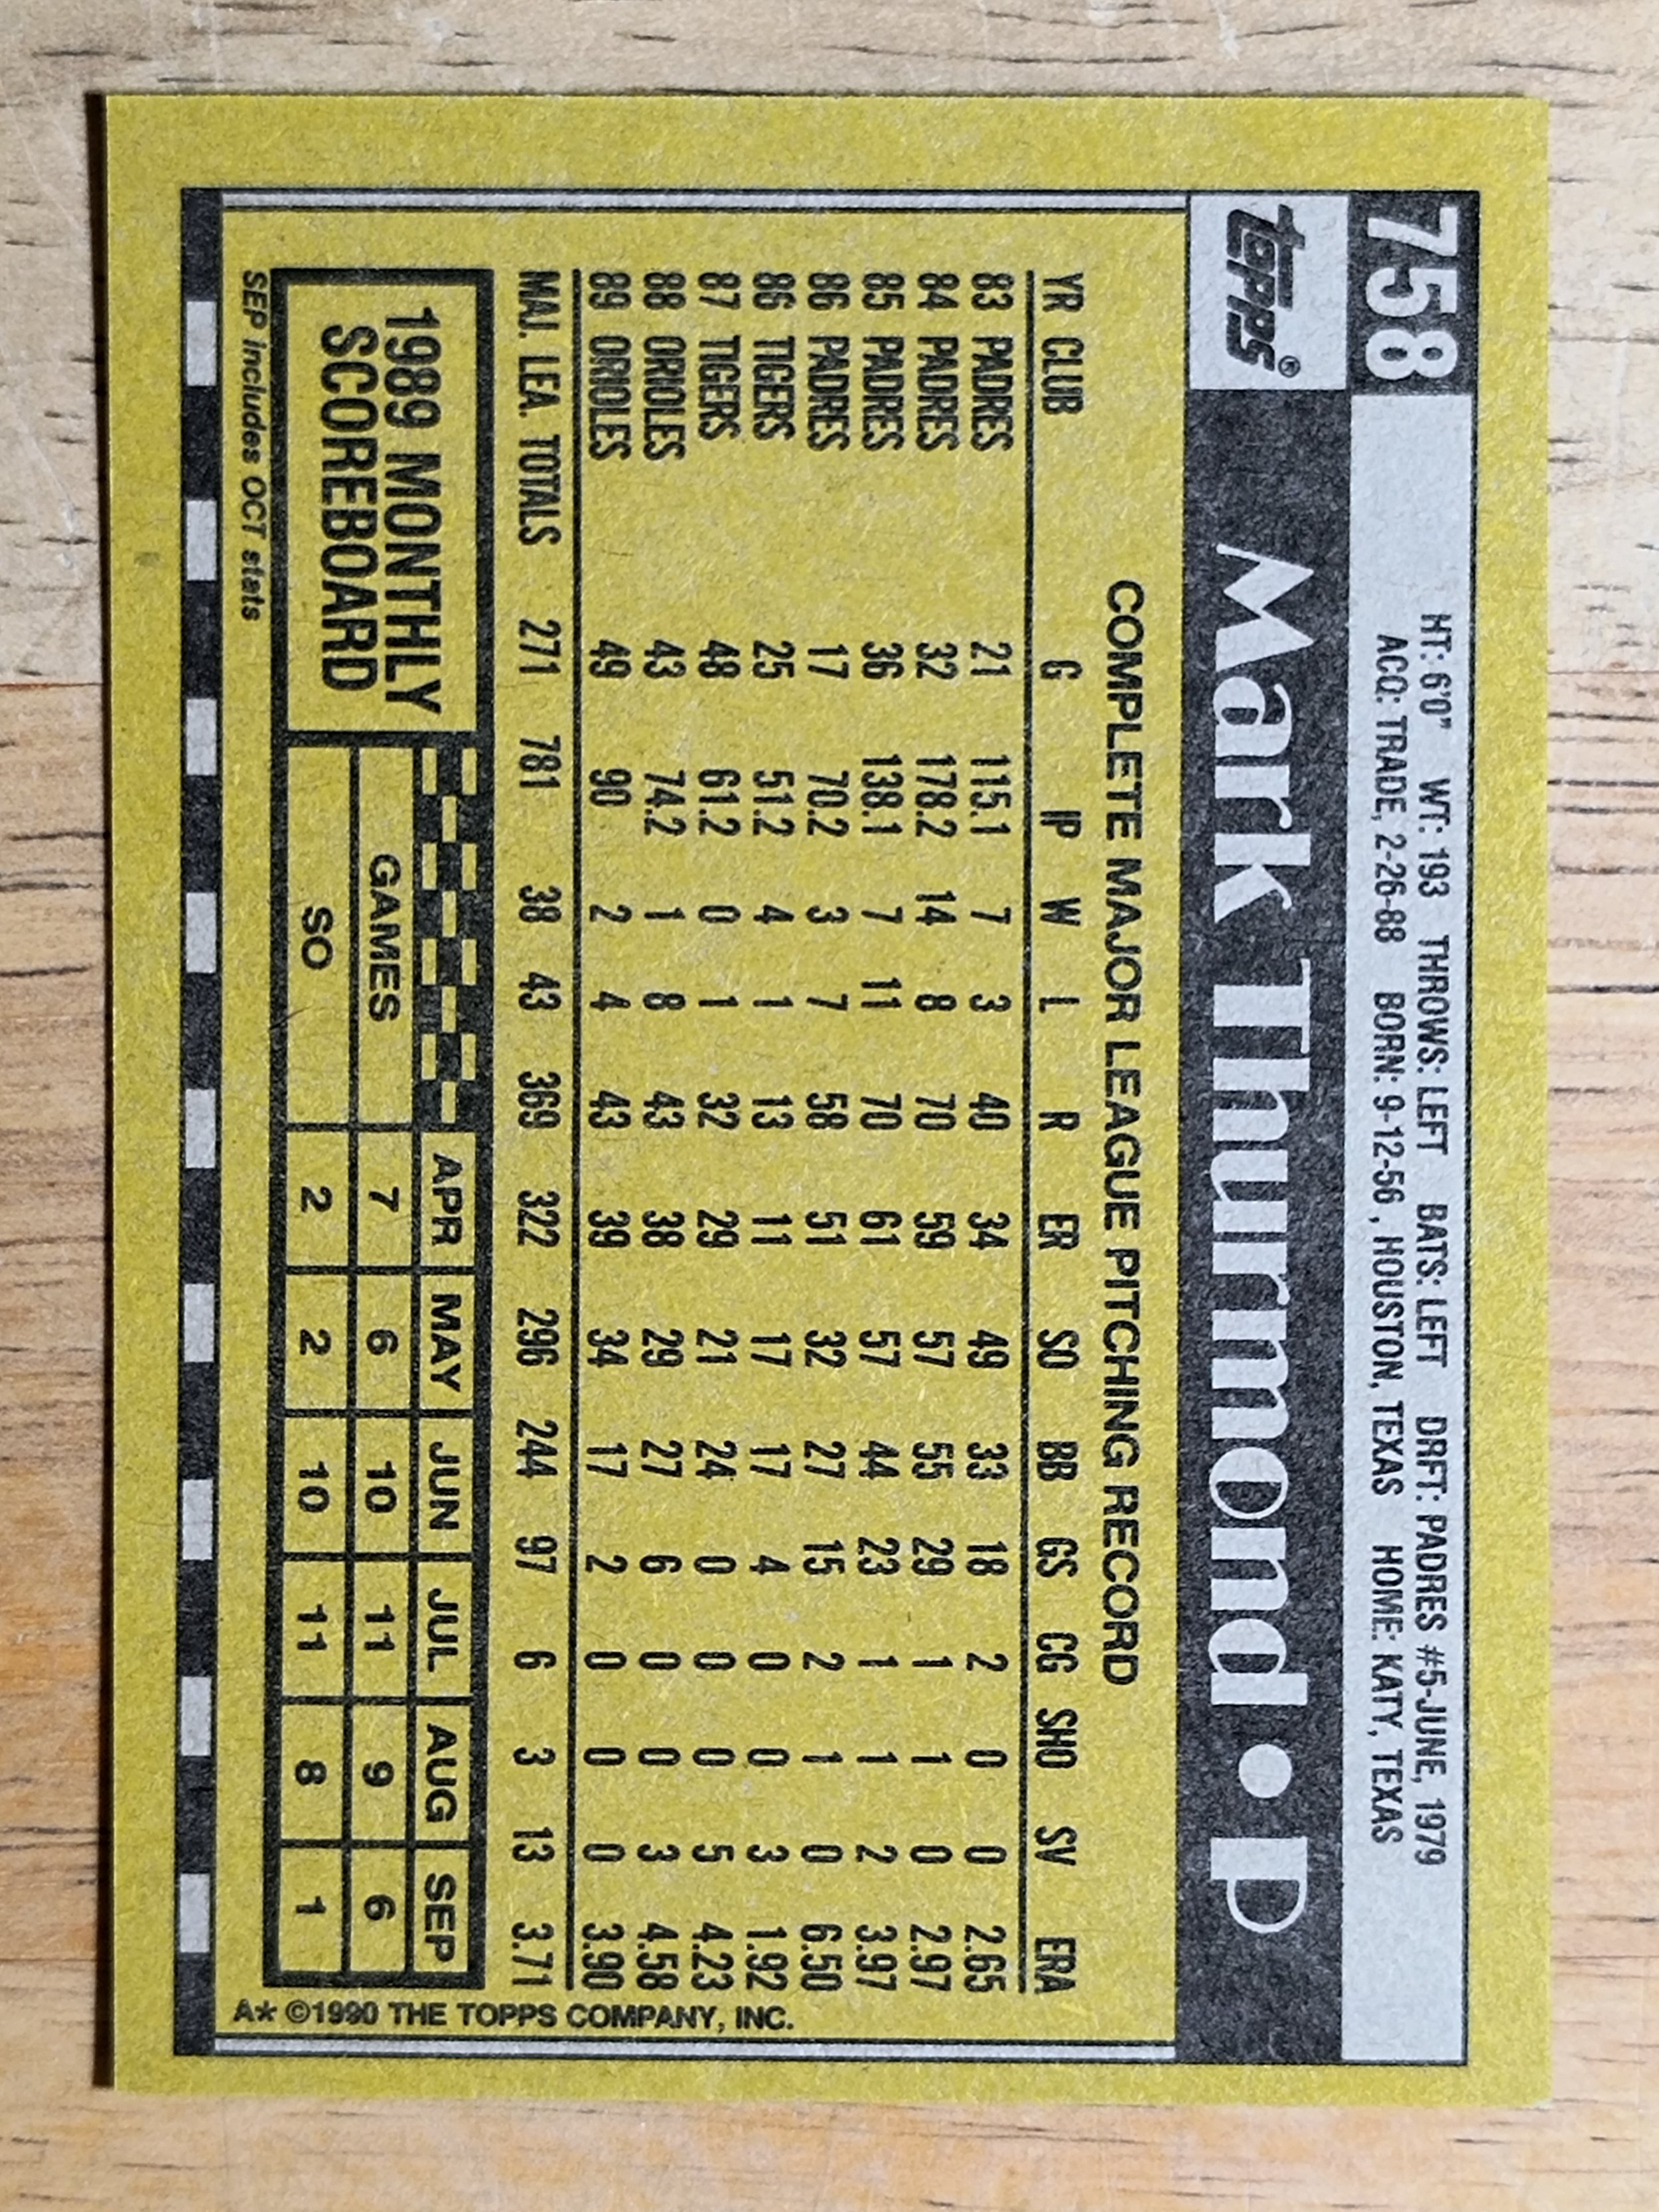 758
HT: 6'0" WT: 193 THROWS: LEFT BATS: LEFT DRFT: PADRES #5-JUNE, 1979
ACQ: TRADE, 2-26-88 BORN: 9-12-56 , HOUSTON, TEXAS HOME: KATY, TEXAS
topps®
Mark Thurmond • P
COMPLETE MAJOR LEAGUE PITCHING RECORD
YR CLUB G IP W L R ER SO BB GS CG SHO SV ERA
83 PADRES 21 115.1 7 3 40 34 49 33 18 2 0 0 2.65
84 PADRES 32 178.2 14 8 70 59 57 55 29 1 1 0 2.97
85 PADRES 36 138.1 7 11 70 61 57 44 23 1 1 2 3.97
86 PADRES 17 70.2 3 7 58 51 32 27 15 2 1 0 6.50
86 TIGERS 25 51.2 4 1 13 11 17 17 4 0 0 3 1.92
87 TIGERS 48 61.2 0 1 32 29 21 24 0 0 0 5 4.23
88 ORIOLES 43 74.2 1 8 43 38 29 27 6 0 0 3 4.58
89 ORIOLES 49 90 2 4 43 39 34 17 2 0 0 0 3.90
MAJ. LEA. TOTALS 271 781 38 43 369 322 296 244 97 6 3 13 3.71
1989 MONTHLY
SCOREBOARD
APR MAY JUN JUL AUG SEP
GAMES 7 6 10 11 9 6
SO 2 2 10 11 8 1
SEP includes OCT stats
A* ©1990 THE TOPPS COMPANY, INC.